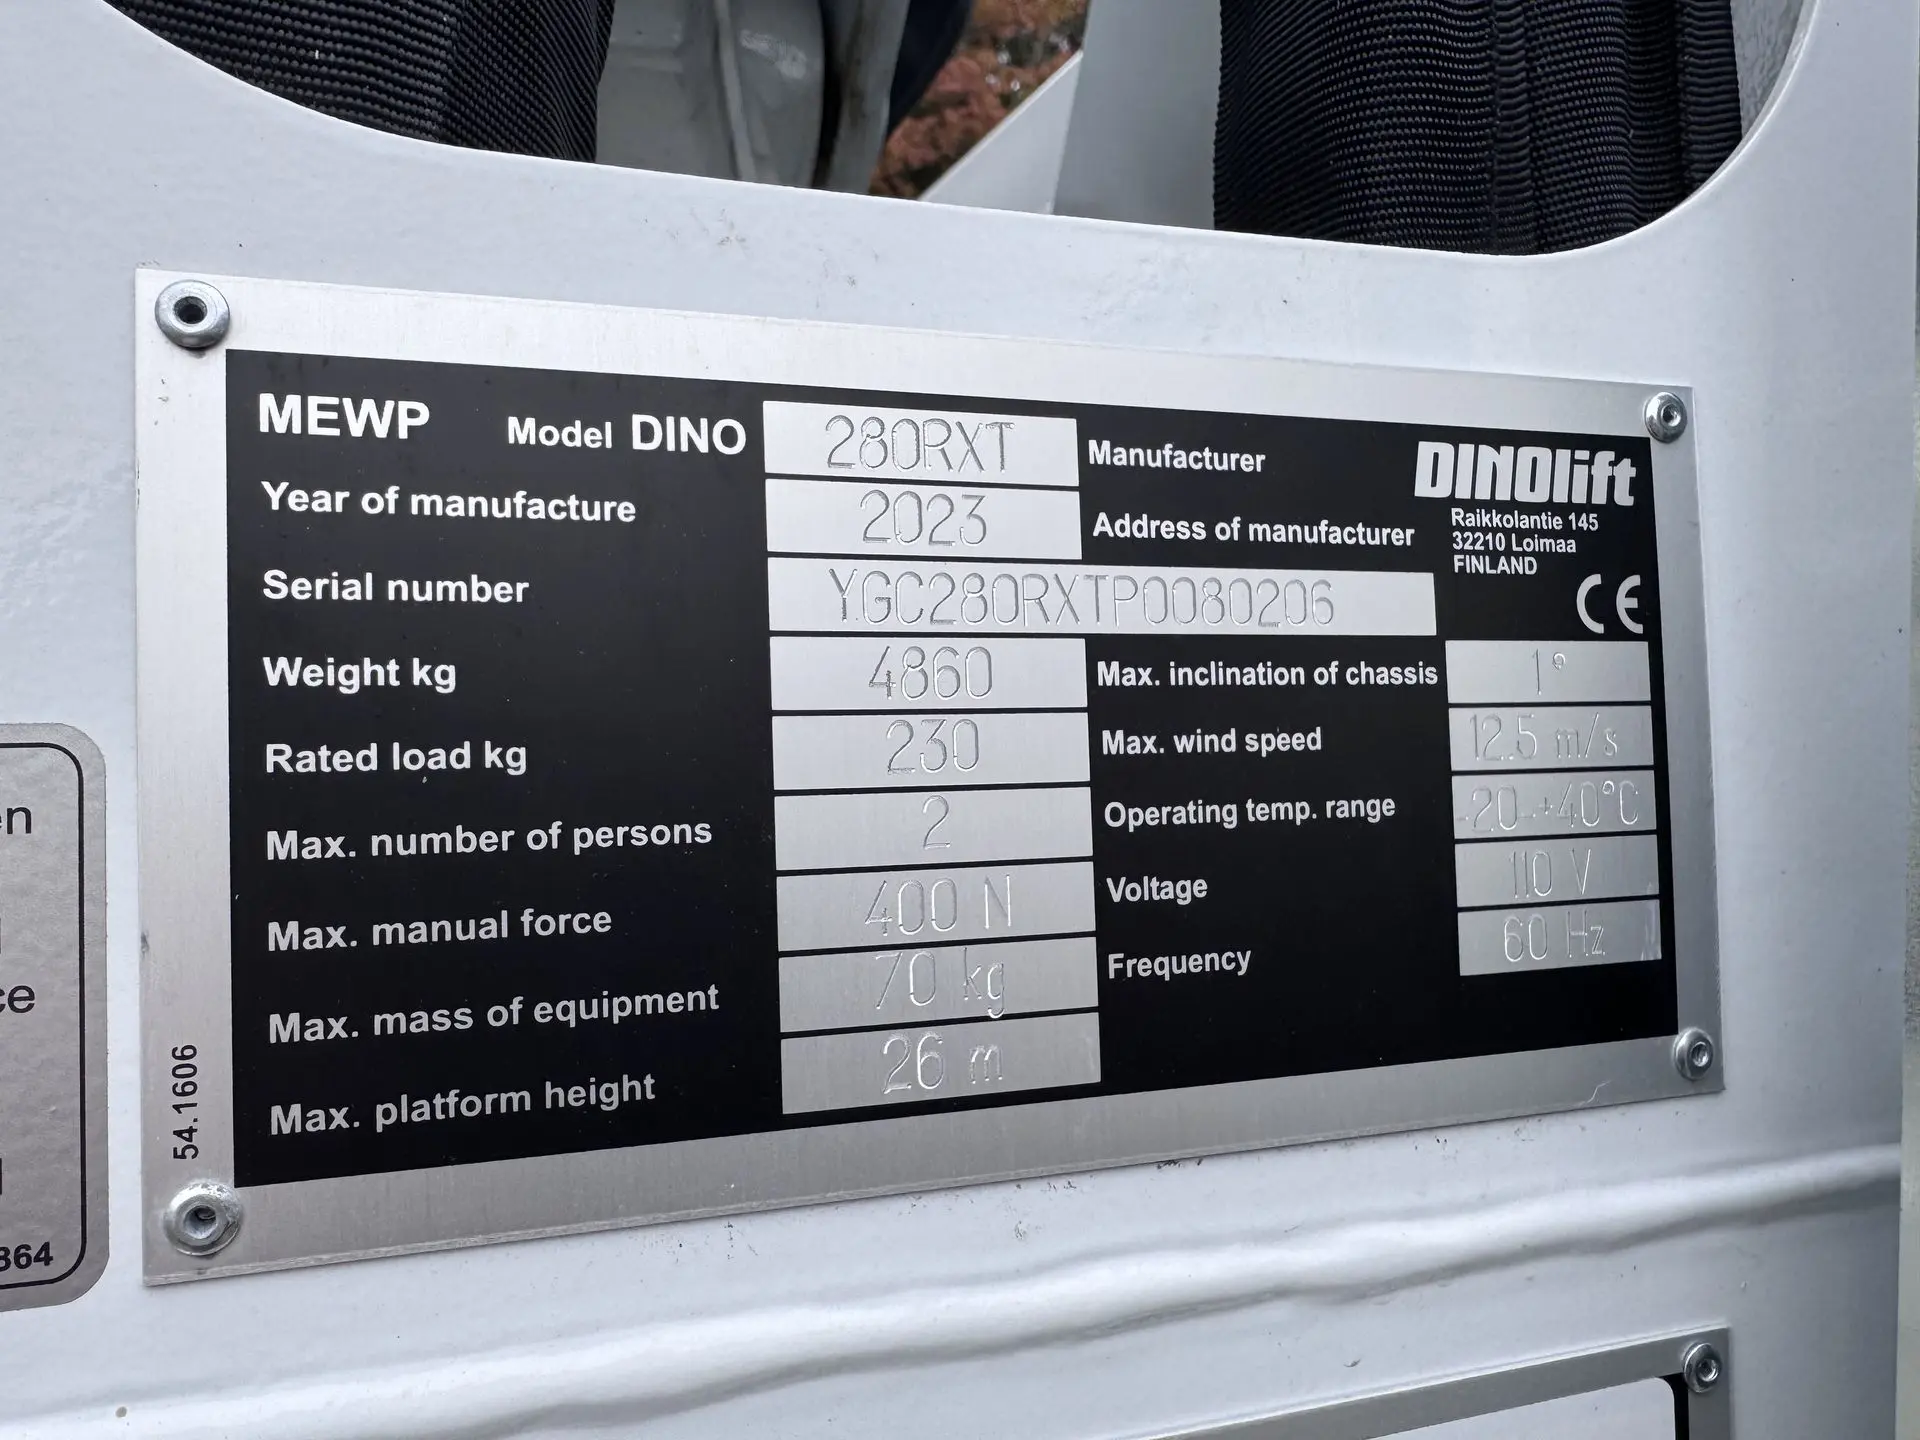 MEWP Model DINO 280RXT
Year of manufacture 2023
Serial number YGC280RXTP0080206
Weight kg 4860
Rated load kg 230
Max. number of persons 2
Max. manual force 400 N
Max. mass of equipment 70 kg
Max. platform height 26 m
Manufacturer DINOlift
Address of manufacturer Raikkolantie 145
32210 Loimaa
FINLAND
CE
Max. inclination of chassis 1°
Max. wind speed 12.5 m/s
Operating temp. range -20-+40°C
Voltage 110 V
Frequency 60 Hz
54.1606
en
ce
864